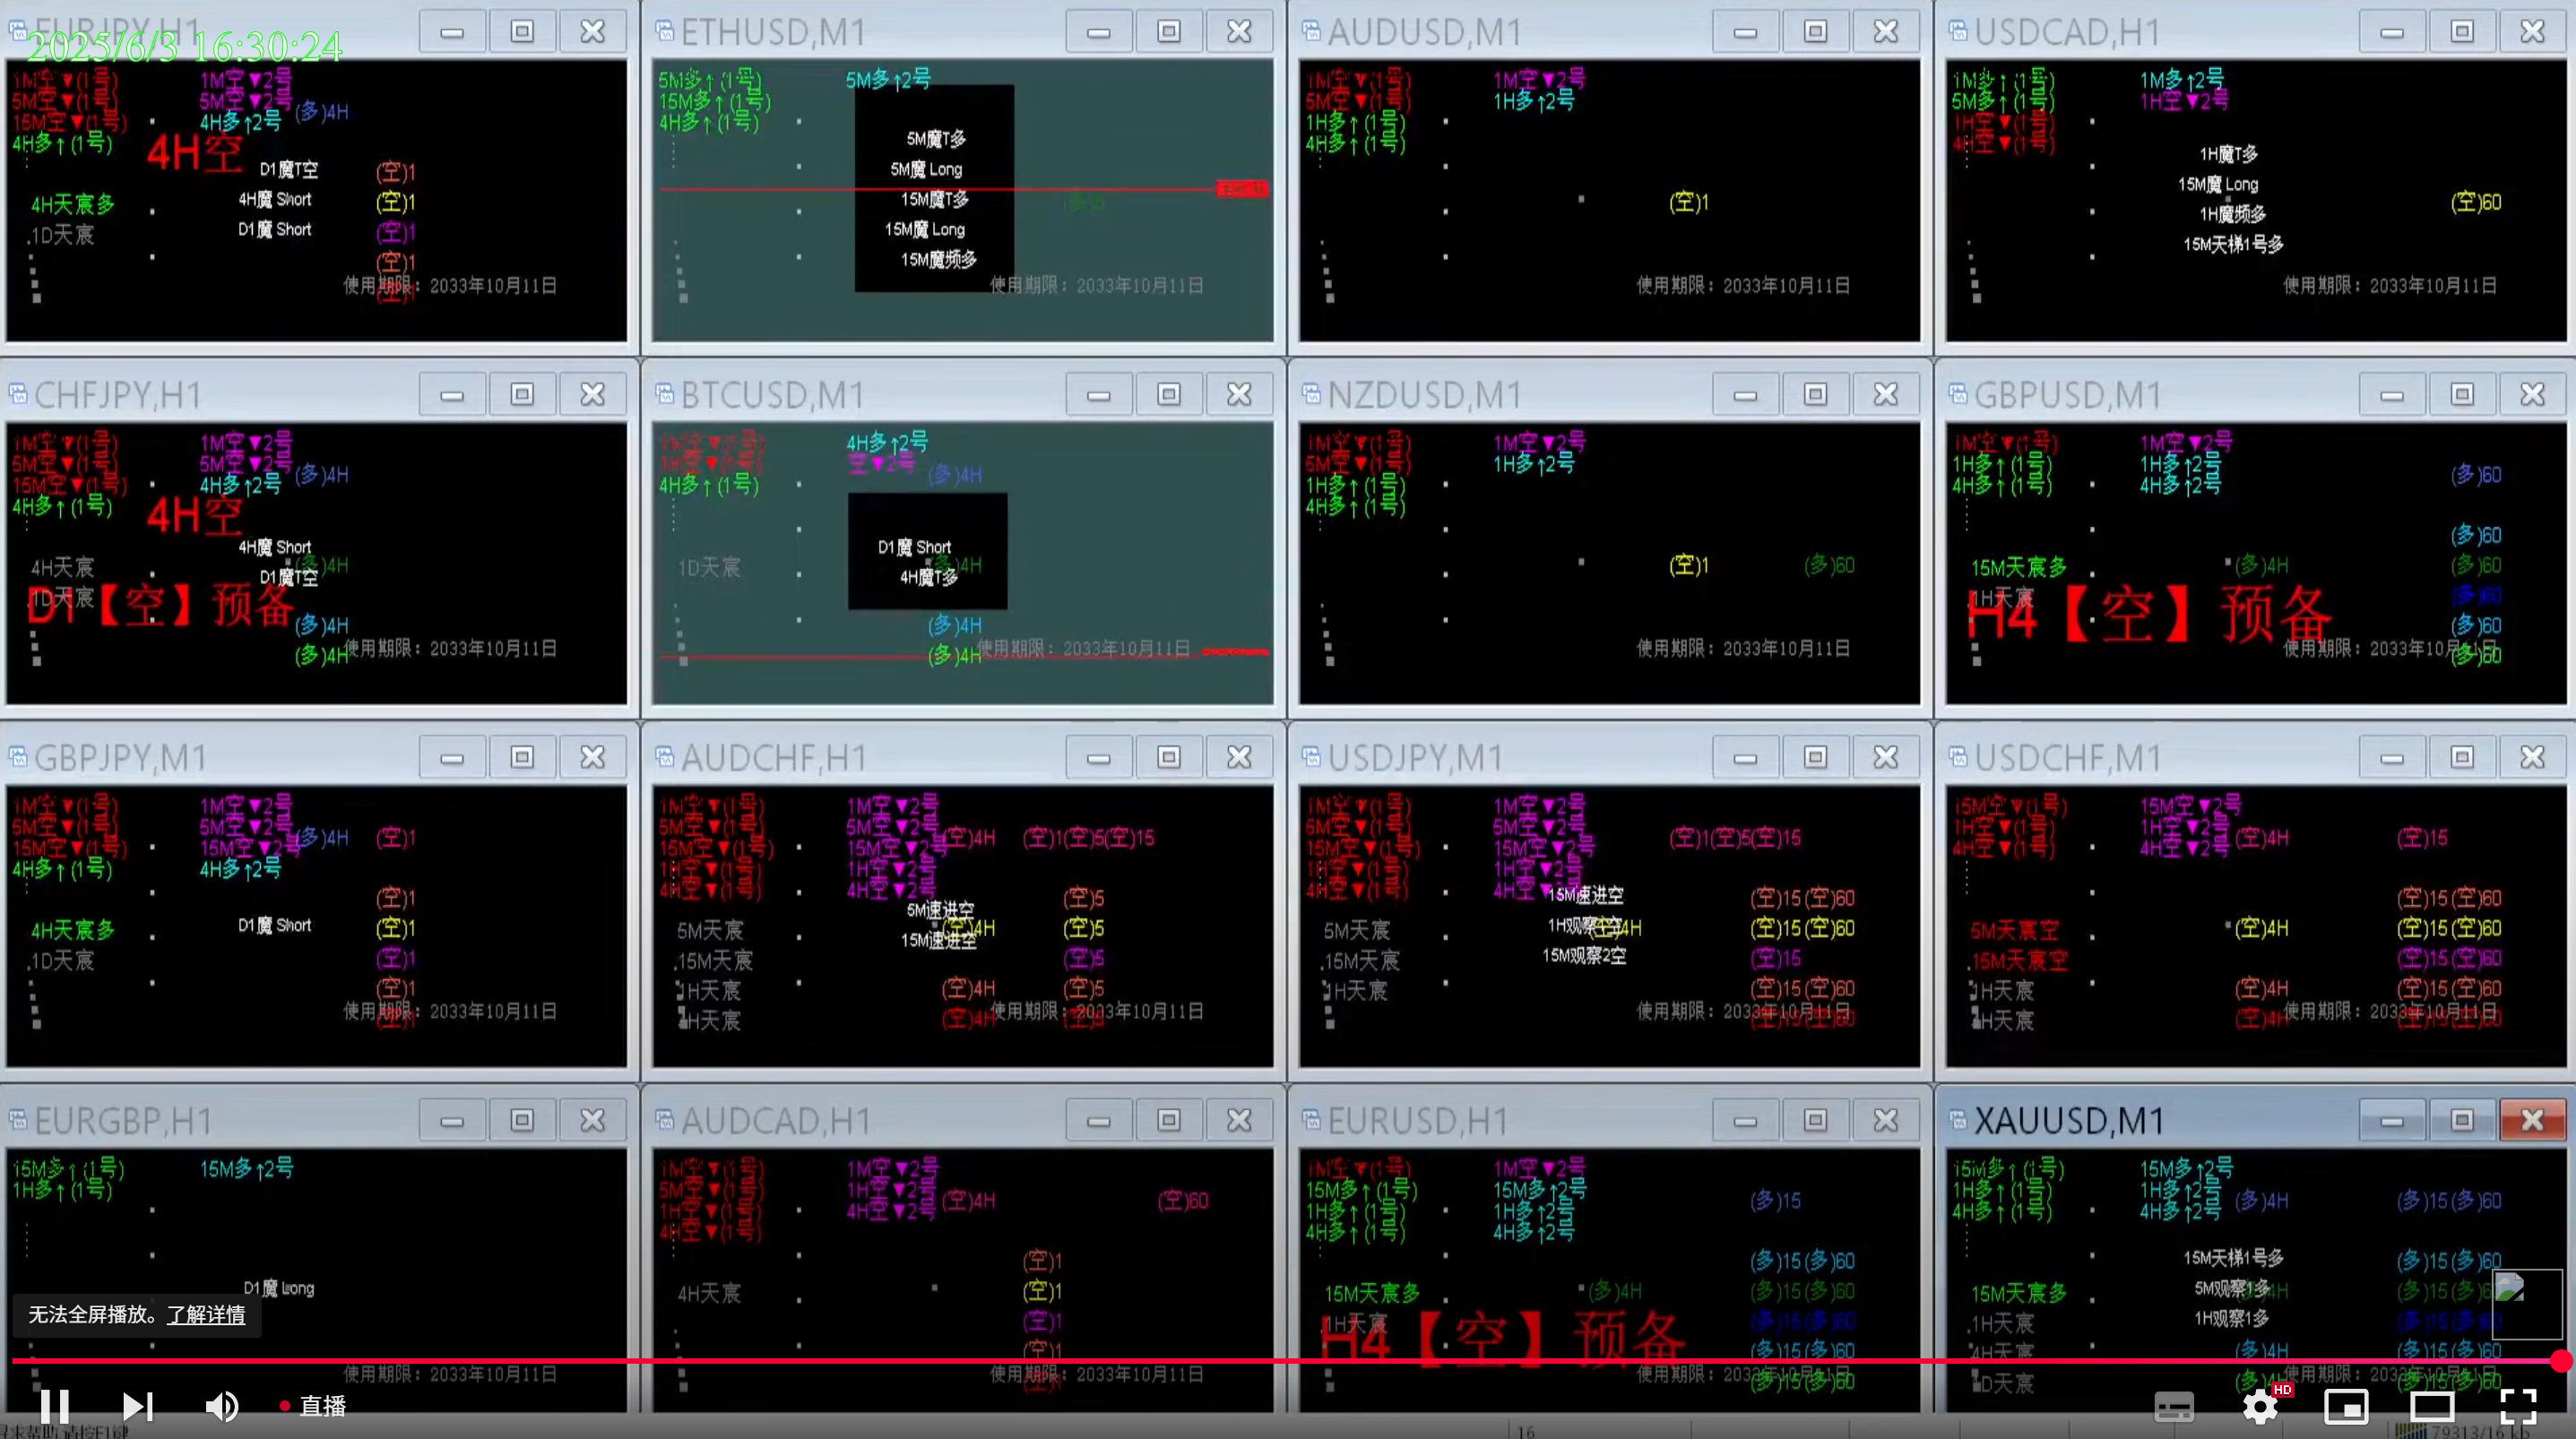 EURJPY,H1
2025/6/3 16:30:24
1M空▼(1号) 1M空▼2号
5M空▼(1号) 5M空▼2号 (多)4H
15M空▼(1号) 4H多↑2号
4H多↑(1号) 4H空
D1魔T空 (空)1
4H天宸多 4H魔 Short (空)1
.1D天宸 D1魔 Short (空)1
(空)1
使用期限：2033年10月11日
(空)1
ETHUSD,M1
5M多↑(1号) 5M多↑2号
15M多↑(1号)
4H多↑(1号)
5M魔T多
5M魔 Long
15M魔T多
15M魔 Long
15M魔频多
使用期限：2033年10月11日
AUDUSD,M1
1M空▼(1号) 1M空▼2号
5M空▼(1号) 1H多↑2号
1H多↑(1号)
4H多↑(1号)
(空)1
使用期限：2033年10月11日
USDCAD,H1
1M多↑(1号) 1M多↑2号
5M多↑(1号) 1H空▼2号
1H空▼(1号)
4H空▼(1号)
1H魔T多
15M魔 Long
(空)60
1H魔频多
15M天梯1号多
使用期限：2033年10月11日
CHFJPY,H1
1M空▼(1号) 1M空▼2号
5M空▼(1号) 5M空▼2号 (多)4H
15M空▼(1号) 4H多↑2号
4H多↑(1号) 4H空
4H魔 Short
4H天宸 (多)4H
D1魔T空
.1D天宸
D1【空】预备
(多)4H
(多)4H 使用期限：2033年10月11日
BTCUSD,M1
1M空▼(1号) 4H多↑2号
1H空▼(1号) 空▼2号 (多)4H
4H多↑(1号)
D1魔 Short
1D天宸 (多)4H
4H魔T多
(多)4H
(多)4H 使用期限：2033年10月11日
NZDUSD,M1
1M空▼(1号) 1M空▼2号
5M空▼(1号) 1H多↑2号
1H多↑(1号)
4H多↑(1号)
(空)1 (多)60
使用期限：2033年10月11日
GBPUSD,M1
1M空▼(1号) 1M空▼2号
1H多↑(1号) 1H多↑2号 (多)60
4H多↑(1号) 4H多↑2号
(多)60
15M天宸多 (多)4H (多)60
.1H天宸 (多)60
H4【空】预备 (多)60
使用期限：2033年10月11日 (多)60
GBPJPY,M1
1M空▼(1号) 1M空▼2号
5M空▼(1号) 5M空▼2号 (多)4H (空)1
15M空▼(1号) 15M空▼2号
4H多↑(1号) 4H多↑2号
(空)1
4H天宸多 D1魔 Short (空)1
.1D天宸 (空)1
(空)1
使用期限：2033年10月11日
(空)1
AUDCHF,H1
1M空▼(1号) 1M空▼2号
5M空▼(1号) 5M空▼2号 (空)4H (空)1(空)5(空)15
15M空▼(1号) 15M空▼2号
1H空▼(1号) 1H空▼2号
4H空▼(1号) 4H空▼2号
5M速进空 (空)5
5M天宸 (空)4H (空)5
15M速进空
.15M天宸 (空)5
1H天宸 (空)4H (空)5
使用期限：2033年10月11日
4H天宸 (空)4H (空)5
USDJPY,M1
1M空▼(1号) 1M空▼2号
5M空▼(1号) 5M空▼2号 (空)1(空)5(空)15
15M空▼(1号) 15M空▼2号
1H空▼(1号) 1H空▼2号
4H空▼(1号) 4H空▼2号
15M速进空 (空)15(空)60
5M天宸 1H观察2空 (空)4H (空)15(空)60
.15M天宸 15M观察2空 (空)15
1H天宸 (空)15(空)60
使用期限：2033年10月11日
(空)15(空)60
USDCHF,M1
15M空▼(1号) 15M空▼2号
1H空▼(1号) 1H空▼2号 (空)4H (空)15
4H空▼(1号) 4H空▼2号
(空)15(空)60
5M天宸空 (空)4H (空)15(空)60
.15M天宸空 (空)15(空)60
1H天宸 (空)4H (空)15(空)60
使用期限：2033年10月11日
4H天宸 (空)4H (空)15(空)60
EURGBP,H1
15M多↑(1号) 15M多↑2号
1H多↑(1号)
D1魔 Long
使用期限：2033年10月11日
AUDCAD,H1
1M空▼(1号) 1M空▼2号
5M空▼(1号) 1H空▼2号 (空)4H (空)60
1H空▼(1号) 4H空▼2号
4H空▼(1号)
(空)1
4H天宸 (空)1
(空)1
(空)1
使用期限：2033年10月11日
(空)1
EURUSD,H1
1M空▼(1号) 1M空▼2号
15M多↑(1号) 15M多↑2号 (多)15
1H多↑(1号) 1H多↑2号
4H多↑(1号) 4H多↑2号
(多)15(多)60
15M天宸多 (多)4H (多)15(多)60
.1H天宸 (多)15(多)60
H4【空】预备
(多)15(多)60
使用期限：2033年10月11日
(多)15(多)60
XAUUSD,M1
15M多↑(1号) 15M多↑2号
1H多↑(1号) 1H多↑2号 (多)4H (多)15(多)60
4H多↑(1号) 4H多↑2号
15M天梯1号多 (多)15(多)60
15M天宸多 5M观察1多 (多)4H (多)15(多)6
.1H天宸 1H观察1多 (多)15(多)6
4H天宸 (多)4H (多)15(多)60
使用期限：2033年10月11日
D天宸
无法全屏播放。了解详情
直播
HD
16
79313/16 kb